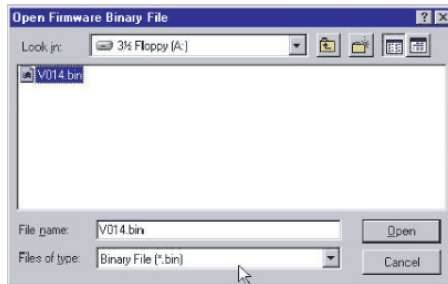 Open Firmware Binary File
Look in: 3½ Floppy (A:)
V014.bin
File name: V014.bin Open
Files of type: Binary File (*.bin) Cancel